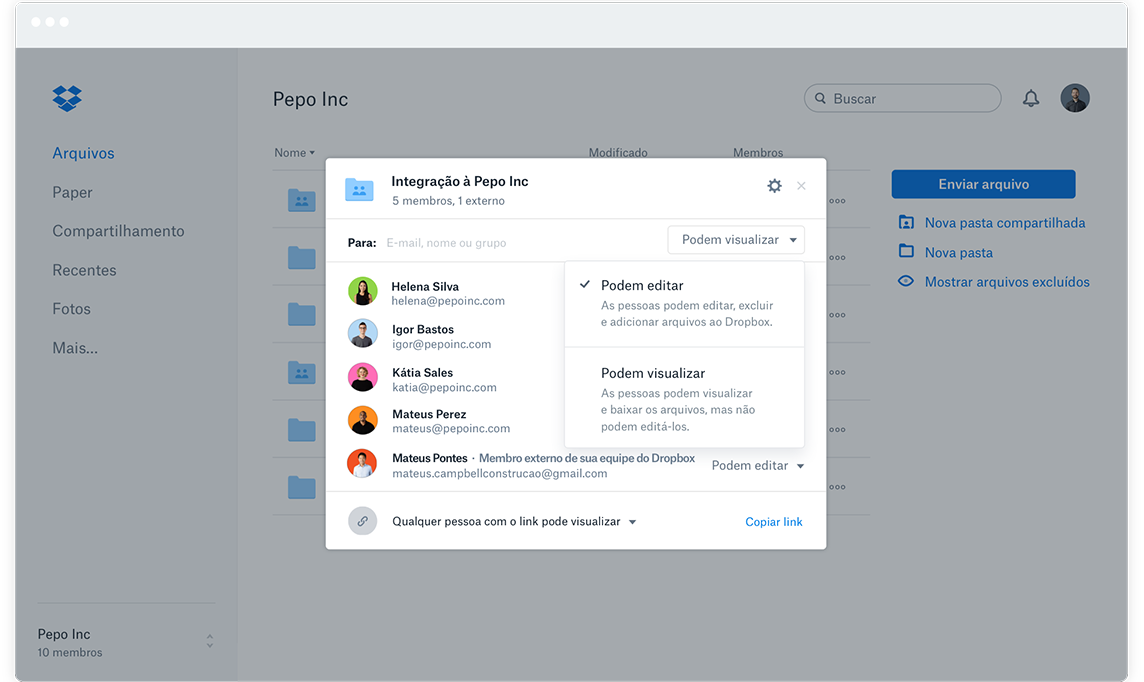 Pepo Inc
Buscar
Arquivos
Paper
Compartilhamento
Recentes
Fotos
Mais...
Nome
Modificado
Membros
Integração à Pepo Inc
5 membros, 1 externo
Para: E-mail, nome ou grupo
Podem visualizar
Helena Silva
helena@pepoinc.com
Igor Bastos
igor@pepoinc.com
Kátia Sales
katia@pepoinc.com
Mateus Perez
mateus@pepoinc.com
Mateus Pontes · Membro externo de sua equipe do Dropbox
mateus.campbellconstrucao@gmail.com
Podem editar
Podem editar
As pessoas podem editar, excluir
e adicionar arquivos ao Dropbox.
Podem visualizar
As pessoas podem visualizar
e baixar os arquivos, mas não
podem editá-los.
Qualquer pessoa com o link pode visualizar
Copiar link
Enviar arquivo
Nova pasta compartilhada
Nova pasta
Mostrar arquivos excluídos
Pepo Inc
10 membros